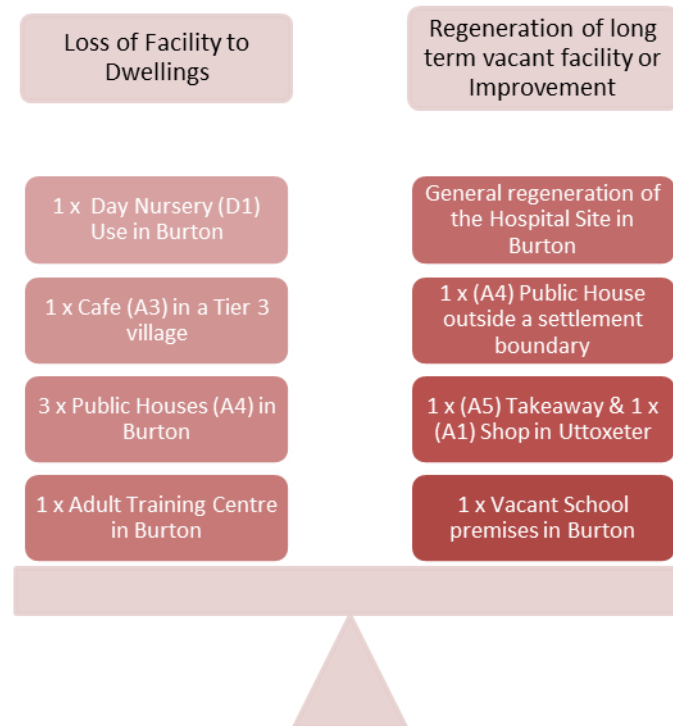 Loss of Facility to
Dwellings
Regeneration of long
term vacant facility or
Improvement
1 x  Day Nursery (D1)
Use in Burton
1 x Cafe (A3) in a Tier 3
village
3 x Public Houses (A4) in
Burton
1 x Adult Training Centre
in Burton
General regeneration of
the Hospital Site in
Burton
1 x (A4) Public House
outside a settlement
boundary
1 x (A5) Takeaway & 1 x
(A1) Shop in Uttoxeter
1 x Vacant School
premises in Burton